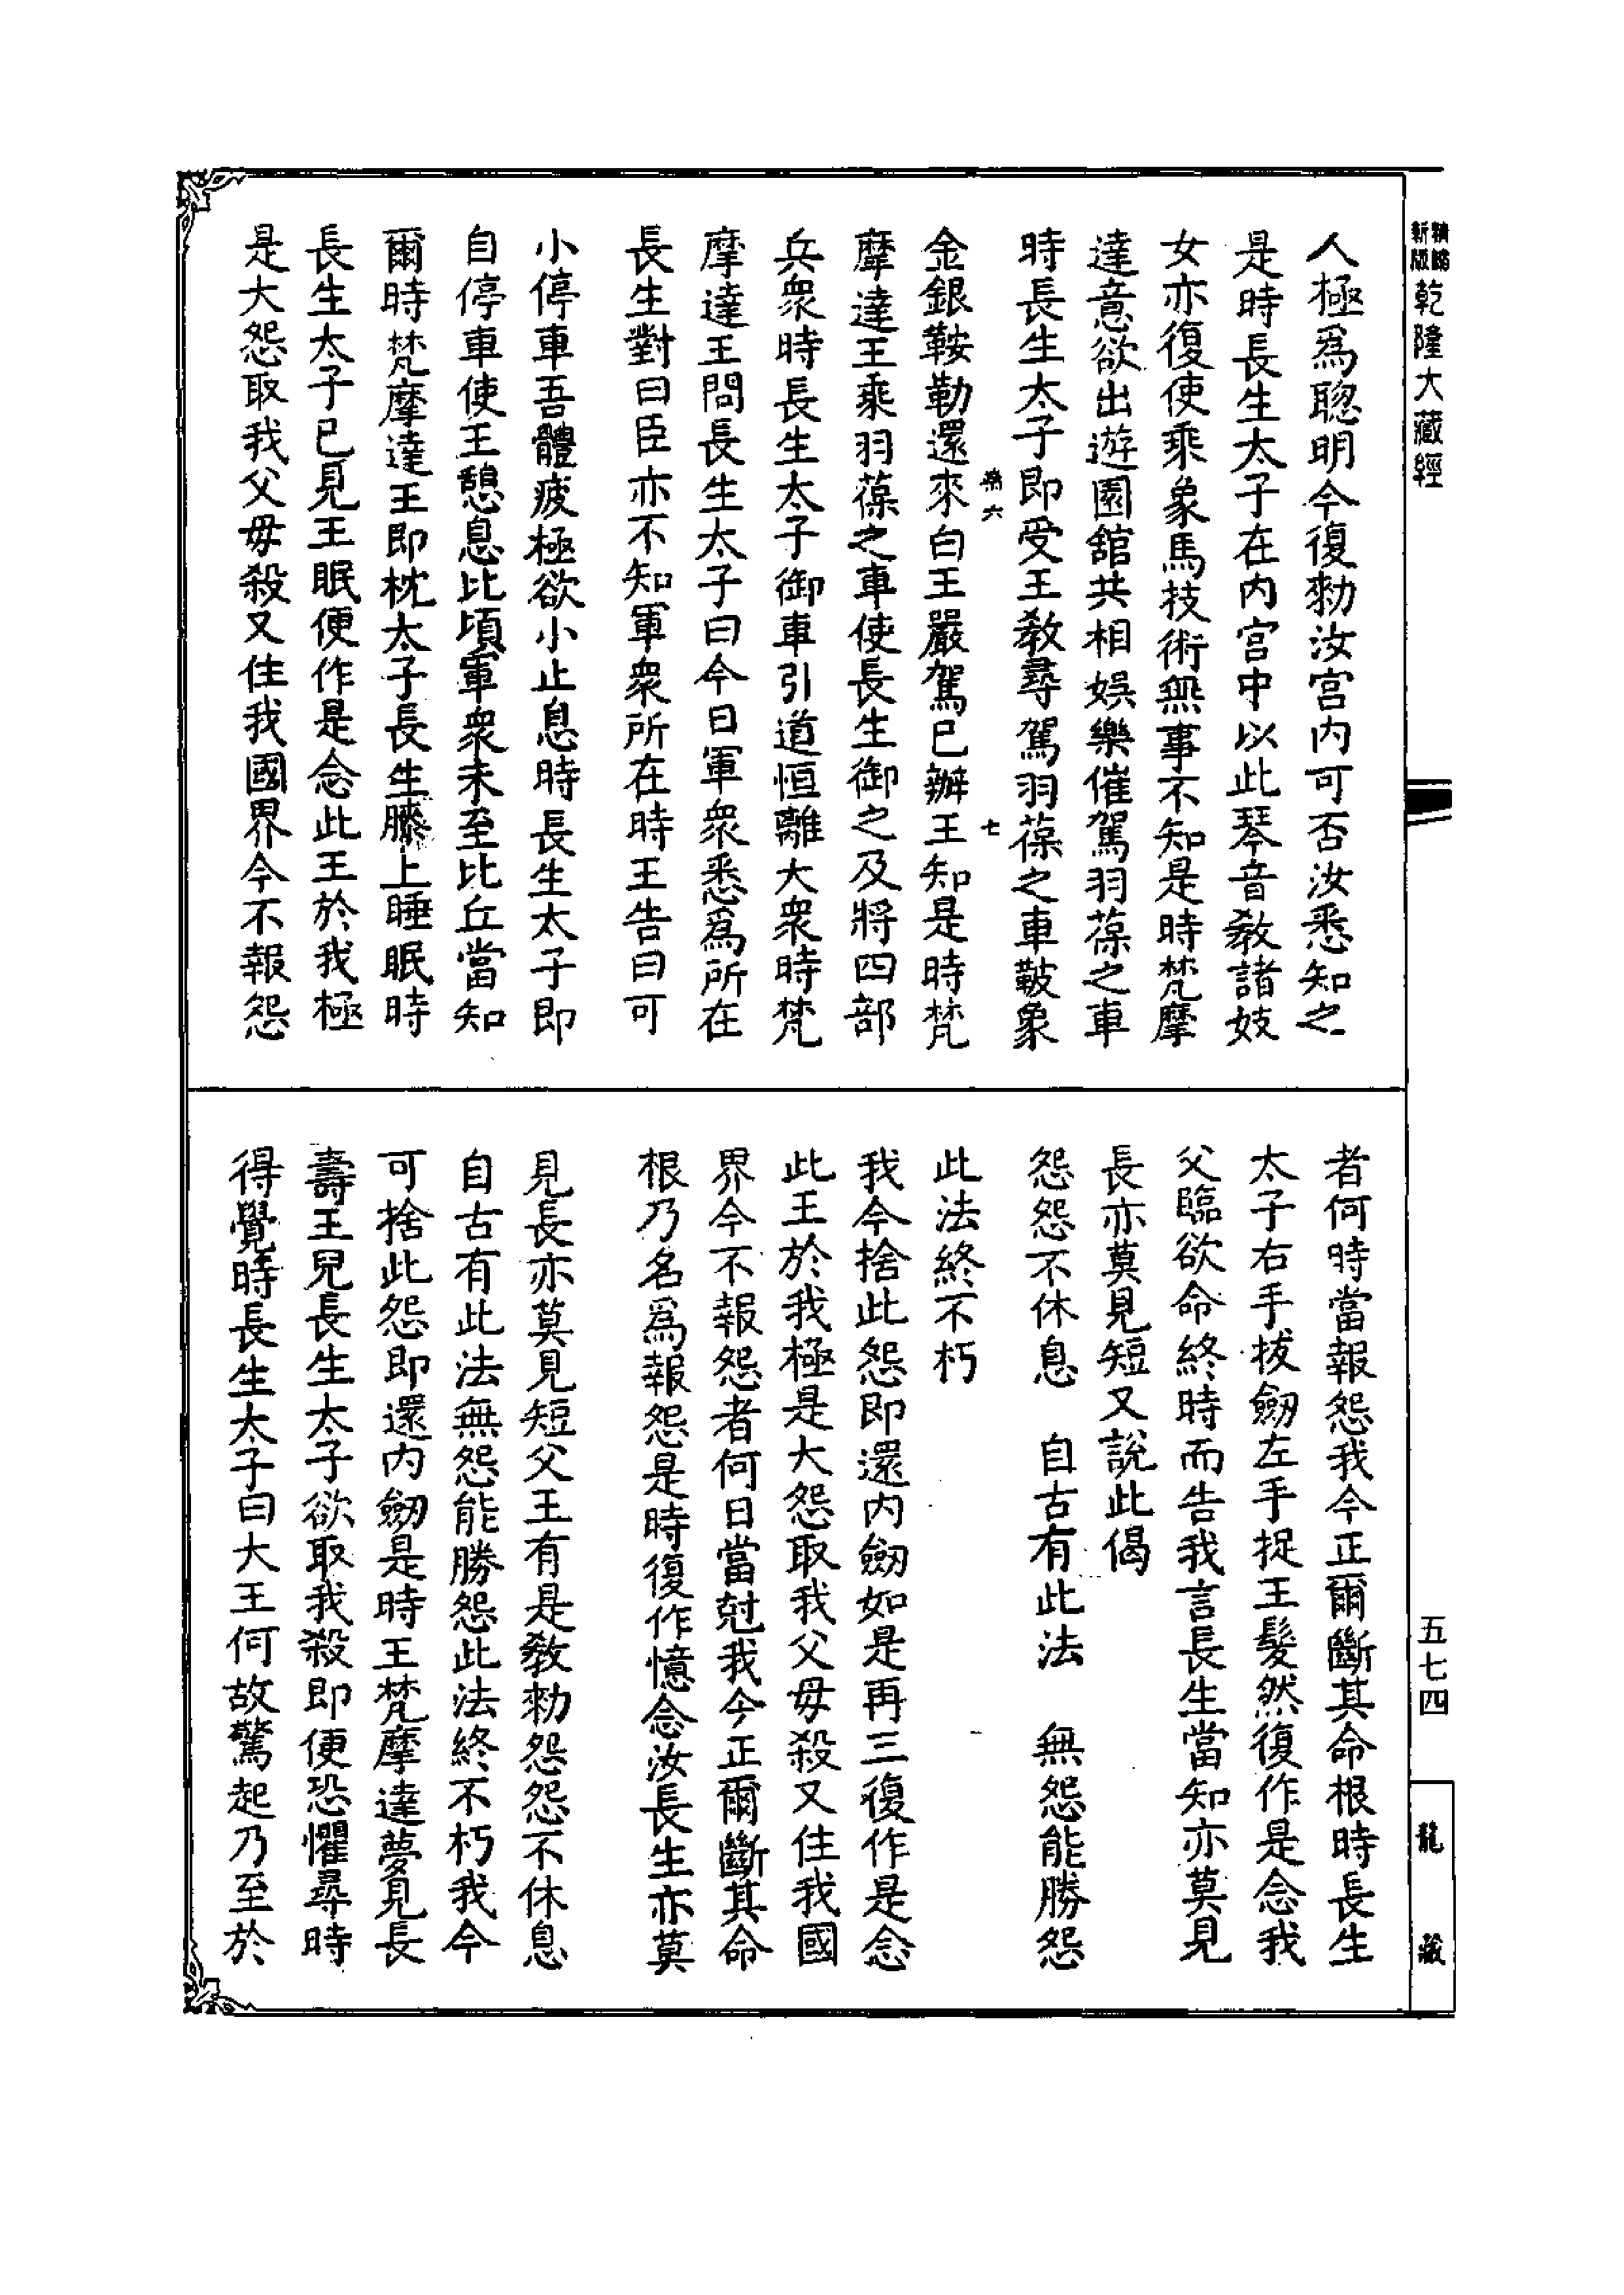 新版
精縮
乾隆大藏經
人極爲聰明今復勅汝宫内可否汝悉知之
是時長生太子在内宫中以此琴音教諸妓
女亦復使乘象馬技術無事不知是時梵摩
達意欲出遊園舘共相娛樂催駕羽葆之車
時長生太子即受王教尋駕羽葆之車鞁象
六
七
金銀鞍勒還來白王嚴駕已辦王知是時梵
摩達王乘羽葆之車使長生御之及將四部
兵衆時長生太子御車引道恒離大衆時梵
摩達王問長生太子曰今日軍衆悉爲所在
長生對曰臣亦不知軍衆所在時王告曰可
小停車吾體疲極欲小止息時長生太子即
自停車使王憩息比頃軍衆未至比丘當知
爾時梵摩達王即枕太子長生膝上睡眠時
長生太子已見王眠便作是念此王於我極
是大怨取我父母殺又住我國界今不報怨
者何時當報怨我今正爾斷其命根時長生
太子右手拔劒左手捉王髮然復作是念我
父臨欲命終時而告我言長生當知亦莫見
長亦莫見短又說此偈
怨怨不休息　自古有此法　無怨能勝怨
此法終不朽
我今捨此怨即還内劒如是再三復作是念
此王於我極是大怨取我父母殺又住我國
界今不報怨者何日當尅我今正爾斷其命
根乃名爲報怨是時復作憶念汝長生亦莫
見長亦莫見短父王有是教勅怨怨不休息
自古有此法無怨能勝怨此法終不朽我今
可捨此怨即還内劒是時王梵摩達夢見長
壽王兒長生太子欲取我殺即便恐懼尋時
得覺時長生太子曰大王何故驚起乃至於
五七四
龍藏